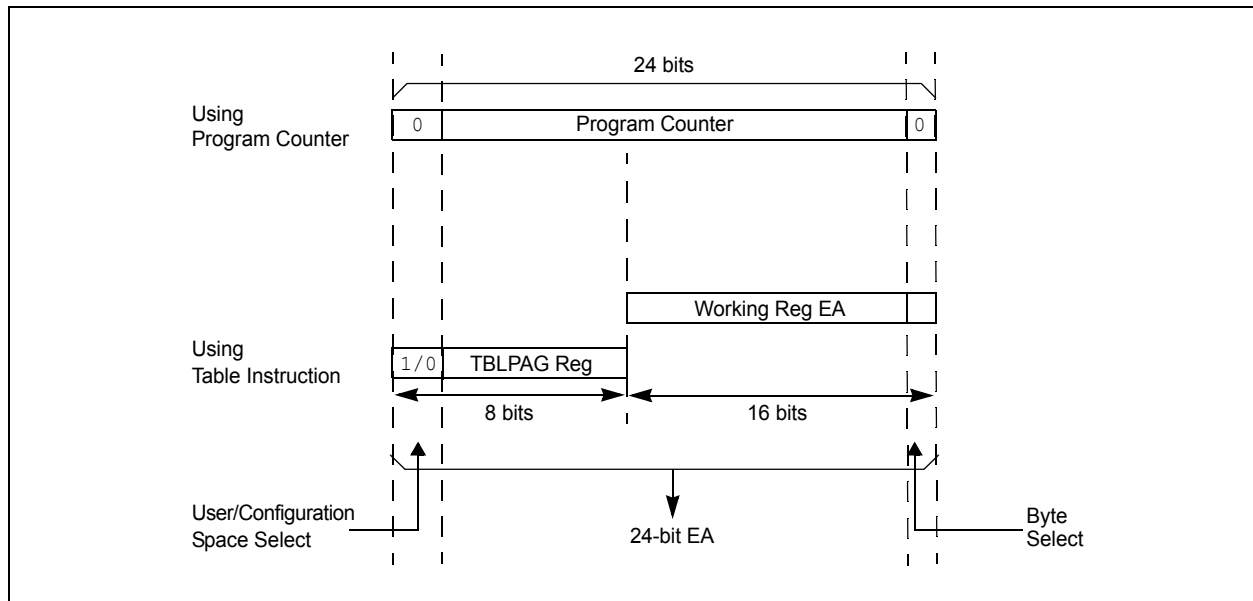 24 bits
Using
Program Counter
0
Program Counter
0
Working Reg EA
Using
Table Instruction
1/0
TBLPAG Reg
8 bits
16 bits
User/Configuration
Space Select
24-bit EA
Byte
Select